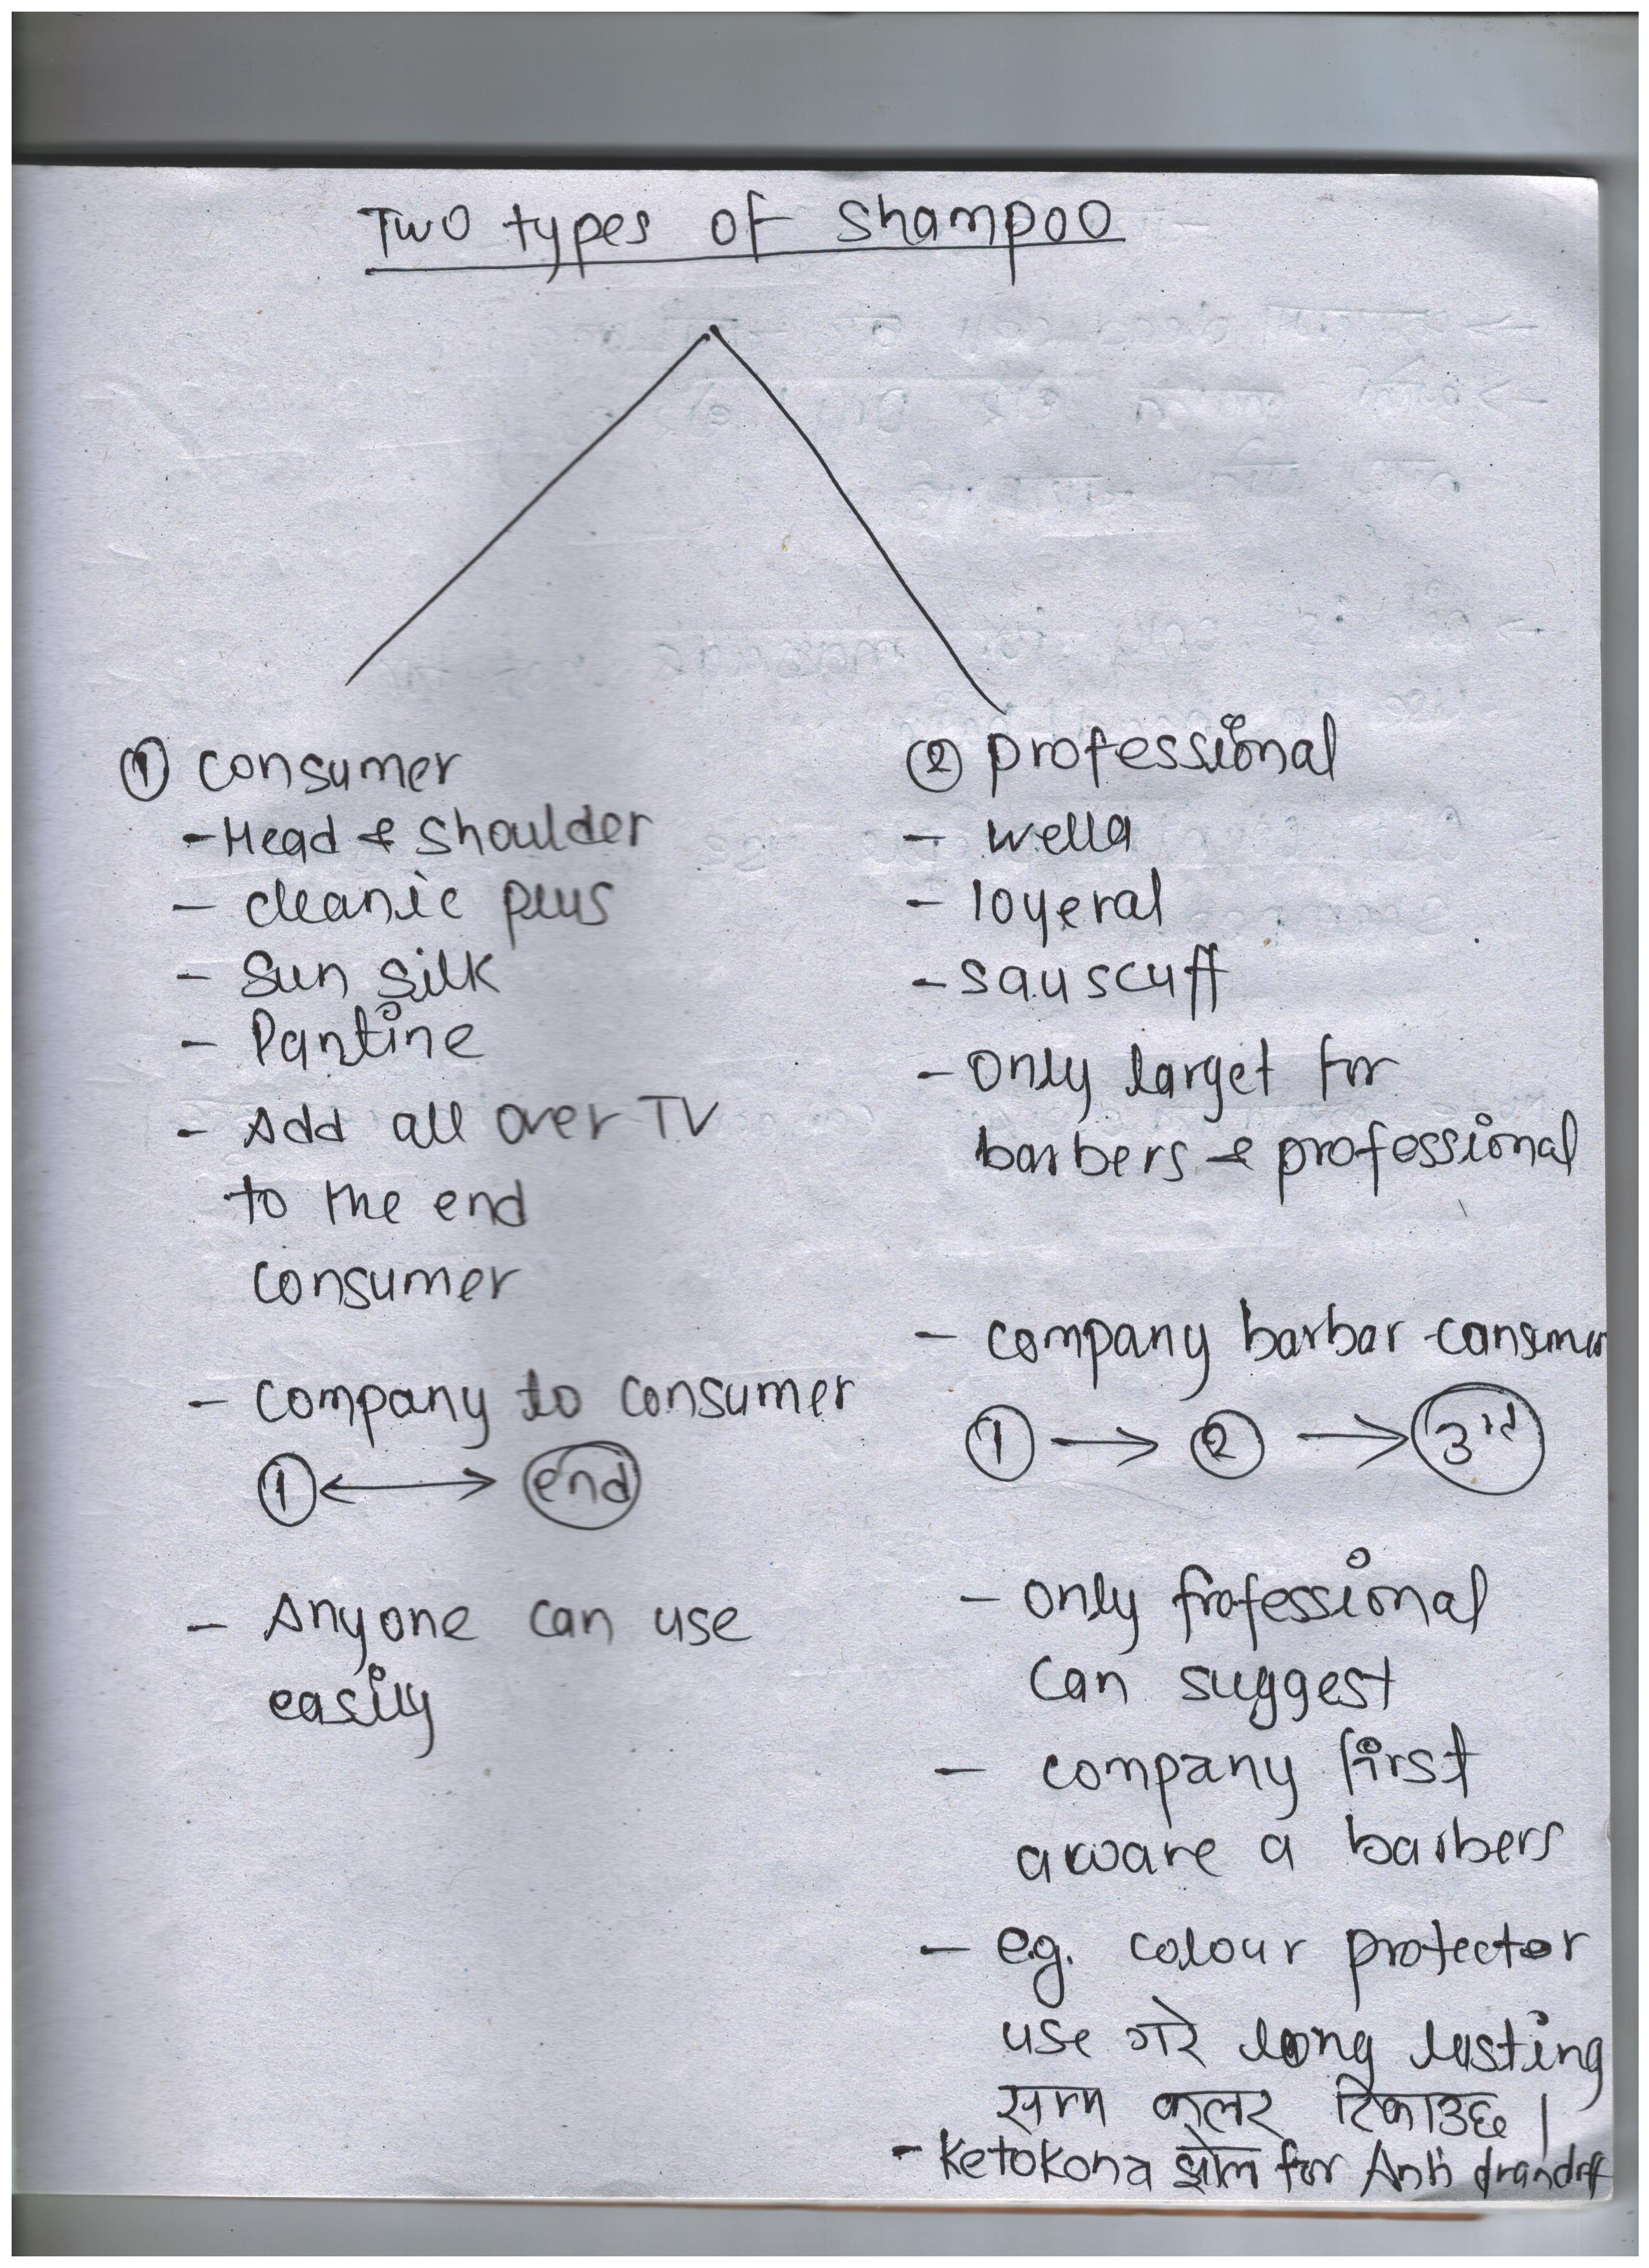 Two types of shampoo
① consumer
- Head & shoulder
- cleanic plus
- Sun silk
- Pantine
- Add all over TV
to the end
consumer
- company to consumer
① ↔ end
- Anyone can use
easily
② professional
- wella
- loyeral
- sauscuff
- only target for
barbers & professional
- company barbar consumer
① → ② → 3rd
- only frofessional
can suggest
- company first
aware a barbers
- e.g. colour protector
use गरे long lasting
सम्म कलर टिकाउछ।
- Ketokona झोल for Anti drandff